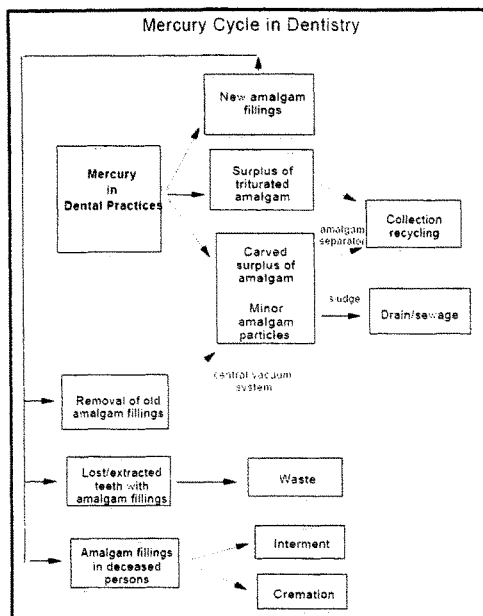 Mercury Cycle in Dentistry
New amalgam
fillings
Mercury
in
Dental Practices
Surplus of
triturated
amalgam
Collection
recycling
amalgam
separator
Carved
surplus of
amalgam
Minor
amalgam
particles
sludge
Drain/sewage
central vacuum
system
Removal of old
amalgam fillings
Lost/extracted
teeth with
amalgam fillings
Waste
Amalgam fillings
in deceased
persons
Interment
Cremation